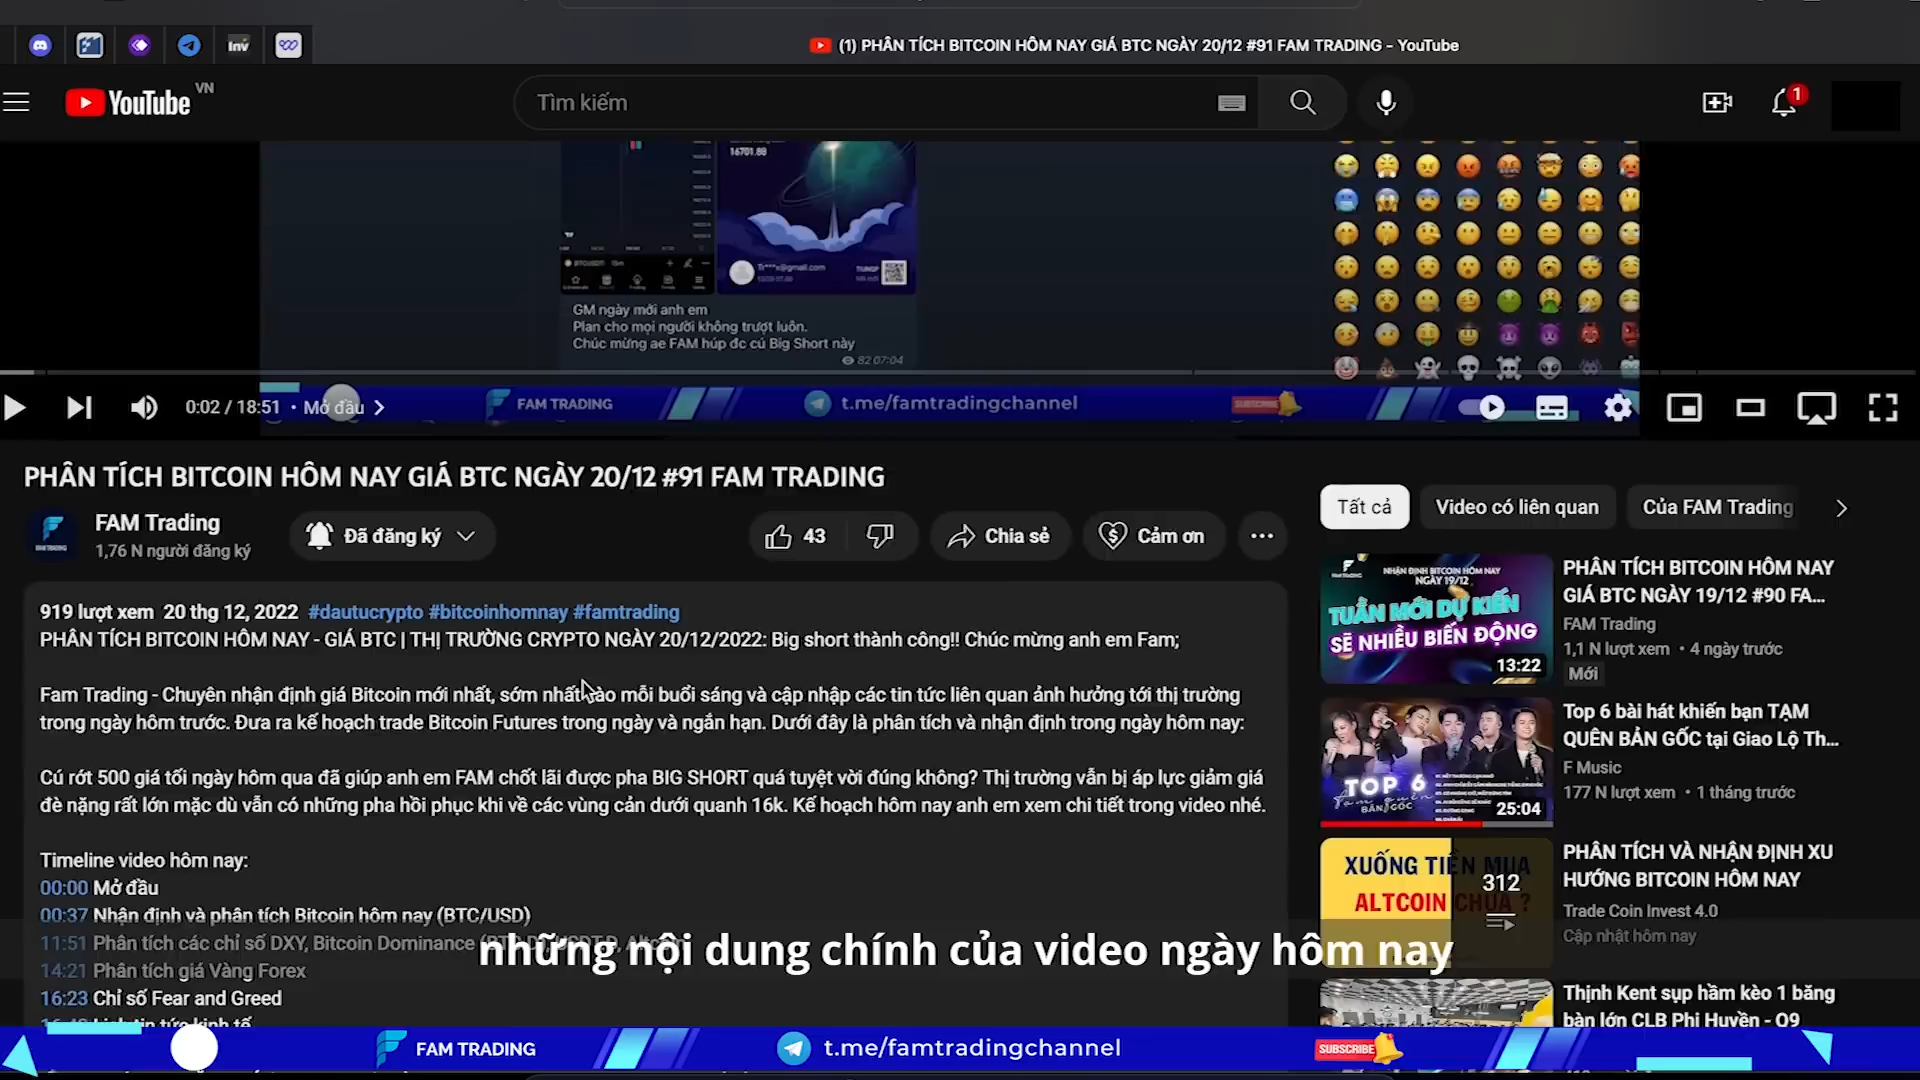 Inv
(1) PHÂN TÍCH BITCOIN HÔM NAY GIÁ BTC NGÀY 20/12 #91 FAM TRADING - YouTube
YouTube VN
Tìm kiếm
1
16701.88
Tr***x@gmail.com
GM ngày mới anh em
Plan cho mọi người không trượt luôn.
Chúc mừng ae FAM húp đc cú Big Short này
82 07:04
FAM TRADING
t.me/famtradingchannel
SUBSCRIBE
0:02 / 18:51 • Mở đầu
PHÂN TÍCH BITCOIN HÔM NAY GIÁ BTC NGÀY 20/12 #91 FAM TRADING
FAM Trading
1,76 N người đăng ký
Đã đăng ký
43
Chia sẻ
Cảm ơn
919 lượt xem 20 thg 12, 2022 #dautucrypto #bitcoinhomnay #famtrading
PHÂN TÍCH BITCOIN HÔM NAY - GIÁ BTC | THỊ TRƯỜNG CRYPTO NGÀY 20/12/2022: Big short thành công!! Chúc mừng anh em Fam;
Fam Trading - Chuyên nhận định giá Bitcoin mới nhất, sớm nhất vào mỗi buổi sáng và cập nhập các tin tức liên quan ảnh hưởng tới thị trường
trong ngày hôm trước. Đưa ra kế hoạch trade Bitcoin Futures trong ngày và ngắn hạn. Dưới đây là phân tích và nhận định trong ngày hôm nay:
Cú rớt 500 giá tối ngày hôm qua đã giúp anh em FAM chốt lãi được pha BIG SHORT quá tuyệt vời đúng không? Thị trường vẫn bị áp lực giảm giá
đè nặng rất lớn mặc dù vẫn có những pha hồi phục khi về các vùng cản dưới quanh 16k. Kế hoạch hôm nay anh em xem chi tiết trong video nhé.
Timeline video hôm nay:
00:00 Mở đầu
00:37 Nhận định và phân tích Bitcoin hôm nay (BTC/USD)
11:51 Phân tích các chỉ số DXY, Bitcoin Dominance
14:21 Phân tích giá Vàng Forex
16:23 Chỉ số Fear and Greed
những nội dung chính của video ngày hôm nay
Tất cả
Video có liên quan
Của FAM Trading
NHẬN ĐỊNH BITCOIN HÔM NAY
NGÀY 19/12
TUẦN MỚI DỰ KIẾN
SẼ NHIỀU BIẾN ĐỘNG
13:22
PHÂN TÍCH BITCOIN HÔM NAY
GIÁ BTC NGÀY 19/12 #90 FA...
FAM Trading
1,1 N lượt xem • 4 ngày trước
Mới
TOP 6
BẢN GỐC
25:04
Top 6 bài hát khiến bạn TẠM
QUÊN BẢN GỐC tại Giao Lộ Th...
F Music
177 N lượt xem • 1 tháng trước
XUỐNG TIỀN MUA
ALTCOIN CHƯA ?
312
PHÂN TÍCH VÀ NHẬN ĐỊNH XU
HƯỚNG BITCOIN HÔM NAY
Trade Coin Invest 4.0
Cập nhật hôm nay
Thịnh Kent sụp hầm kèo 1 băng
bàn lớn CLB Phi Huyền - Q9
FAM TRADING
t.me/famtradingchannel
SUBSCRIBE